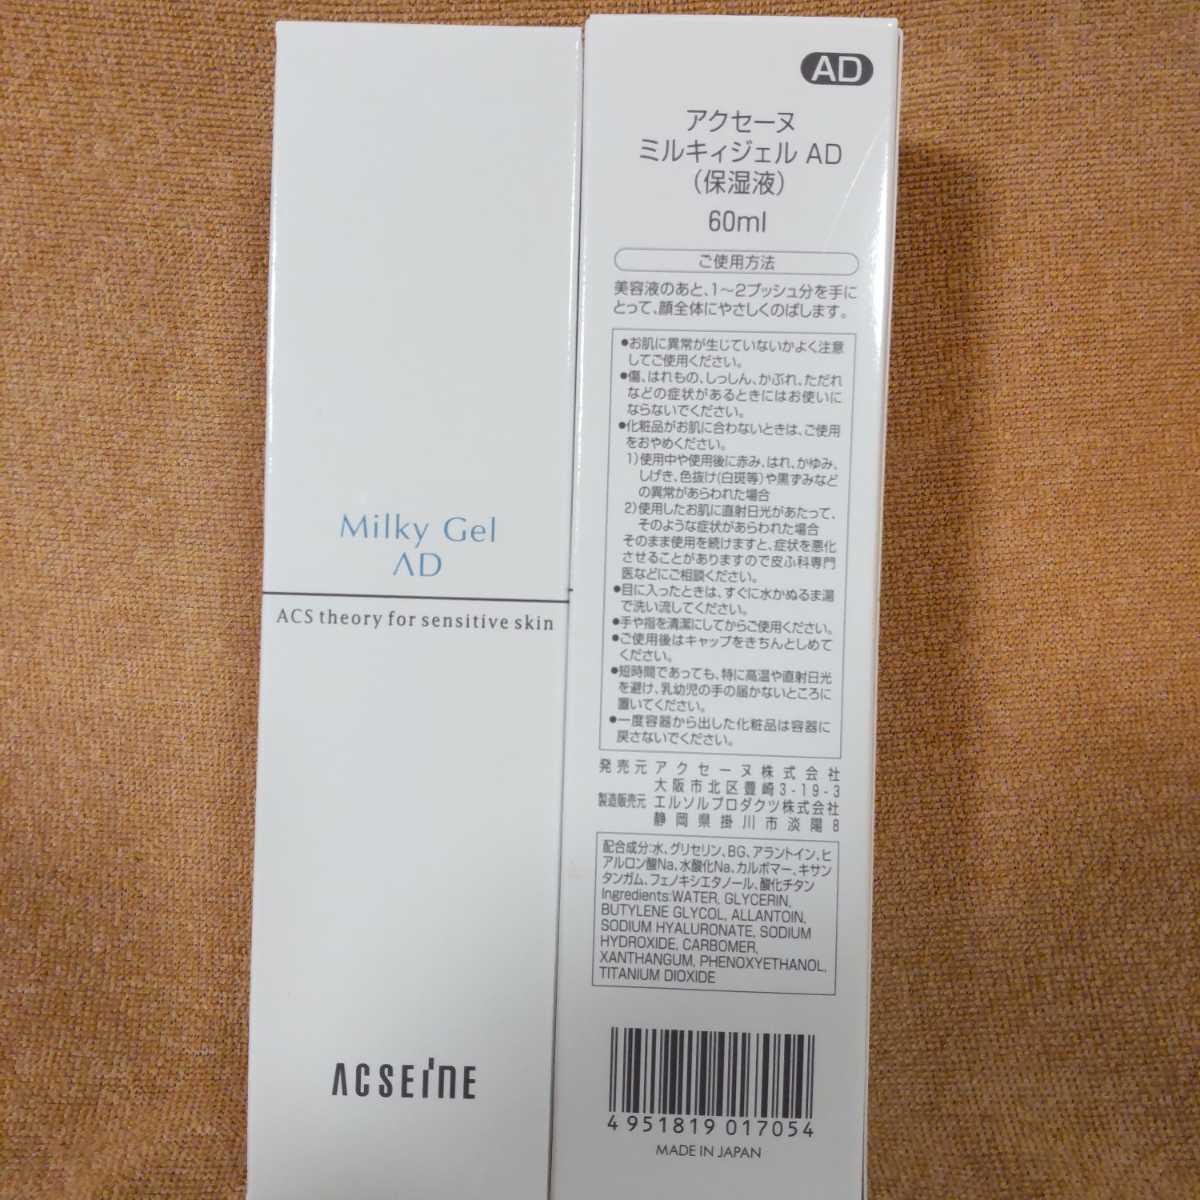 Milky Gel
AD
ACS theory for sensitive skin
ACSEINE
AD
アクセーヌ
ミルキィジェル AD
（保湿液）
60ml
ご使用方法
美容液のあと、1～2プッシュ分を手に
とって、顔全体にやさしくのばします。
●お肌に異常が生じていないかよく注意
してご使用ください。
●傷、はれもの、しっしん、かぶれ、ただれ
などの症状があるときにはお使いに
ならないでください。
●化粧品がお肌に合わないときは、ご使用
をおやめください。
1）使用中や使用後に赤み、はれ、かゆみ、
しげき、色抜け（白斑等）や黒ずみなど
の異常があらわれた場合
2）使用したお肌に直射日光があたって、
そのような症状があらわれた場合
そのまま使用を続けますと、症状を悪化
させることがありますので皮ふ科専門
医などにご相談ください。
●目に入ったときは、すぐに水かぬるま湯
で洗い流してください。
●手や指を清潔にしてからご使用ください。
●ご使用後はキャップをきちんとしめて
ください。
●短時間であっても、特に高温や直射日光
を避け、乳幼児の手の届かないところに
置いてください。
●一度容器から出した化粧品は容器に
戻さないでください。
発売元 アクセーヌ株式会社
大阪市北区豊崎3-19-3
製造販売元 エルソルプロダクツ株式会社
静岡県掛川市淡陽8
配合成分:水、グリセリン、BG、アラントイン、ヒ
アルロン酸Na、水酸化Na、カルボマー、キサン
タンガム、フェノキシエタノール、酸化チタン
Ingredients:WATER, GLYCERIN,
BUTYLENE GLYCOL, ALLANTOIN,
SODIUM HYALURONATE, SODIUM
HYDROXIDE, CARBOMER,
XANTHANGUM, PHENOXYETHANOL,
TITANIUM DIOXIDE
4 951819 017054
MADE IN JAPAN